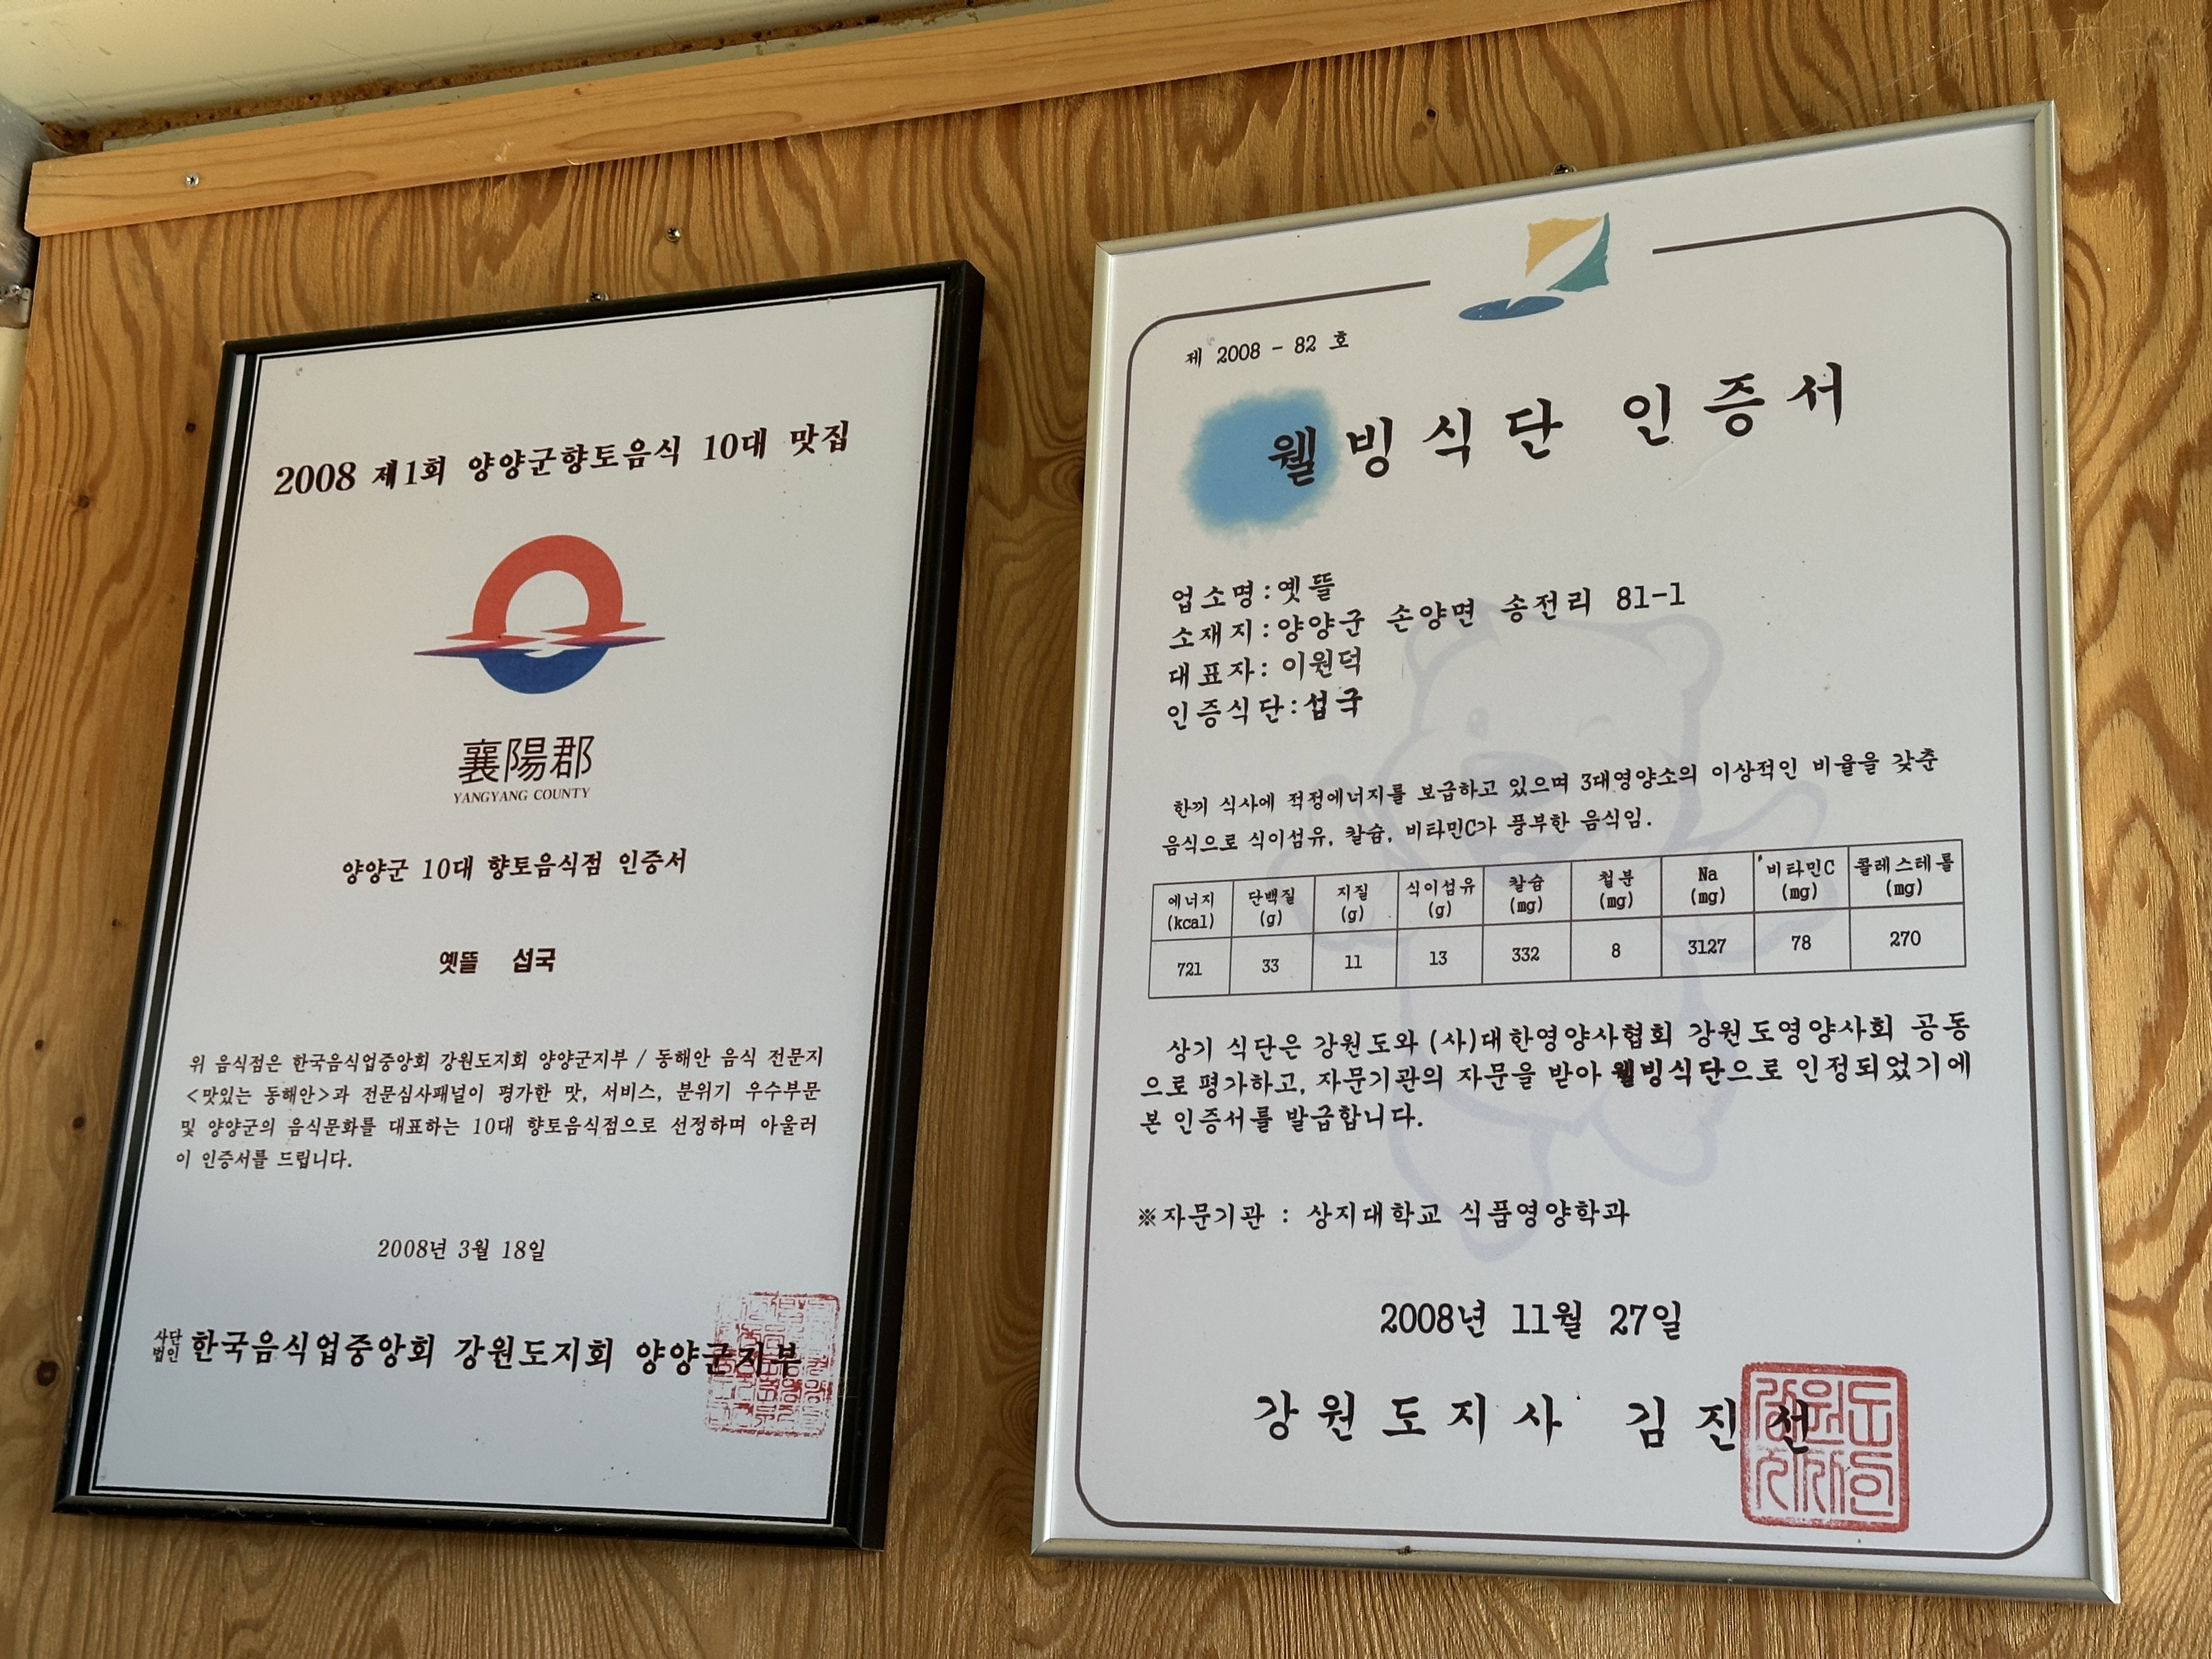 2008 제1회 양양군향토음식 10대 맛집
襄陽郡
YANGYANG COUNTY
양양군 10대 향토음식점 인증서
옛뜰 섭국
위 음식점은 한국음식업중앙회 강원도지회 양양군지부 / 동해안 음식 전문지
<맛있는 동해안>과 전문심사패널이 평가한 맛, 서비스, 분위기 우수부문
및 양양군의 음식문화를 대표하는 10대 향토음식점으로 선정하며 아울러
이 인증서를 드립니다.
2008년 3월 18일
사단법인 한국음식업중앙회 강원도지회 양양군지부
제 2008 - 82 호
웰빙식단 인증서
업소명:옛뜰
소재지:양양군 손양면 송전리 81-1
대표자: 이원덕
인증식단:섭국
한끼 식사에 적정에너지를 보급하고 있으며 3대영양소의 이상적인 비율을 갖춘
음식으로 식이섬유, 칼슘, 비타민C가 풍부한 음식임.
에너지 (kcal) 단백질 (g) 지질 (g) 식이섬유 (g) 칼슘 (mg) 철분 (mg) Na (mg) 비타민C (mg) 콜레스테롤 (mg)
721 33 11 13 332 8 3127 78 270
상기 식단은 강원도와 (사)대한영양사협회 강원도영양사회 공동
으로 평가하고, 자문기관의 자문을 받아 웰빙식단으로 인정되었기에
본 인증서를 발급합니다.
※자문기관 : 상지대학교 식품영양학과
2008년 11월 27일
강원도지사 김진선